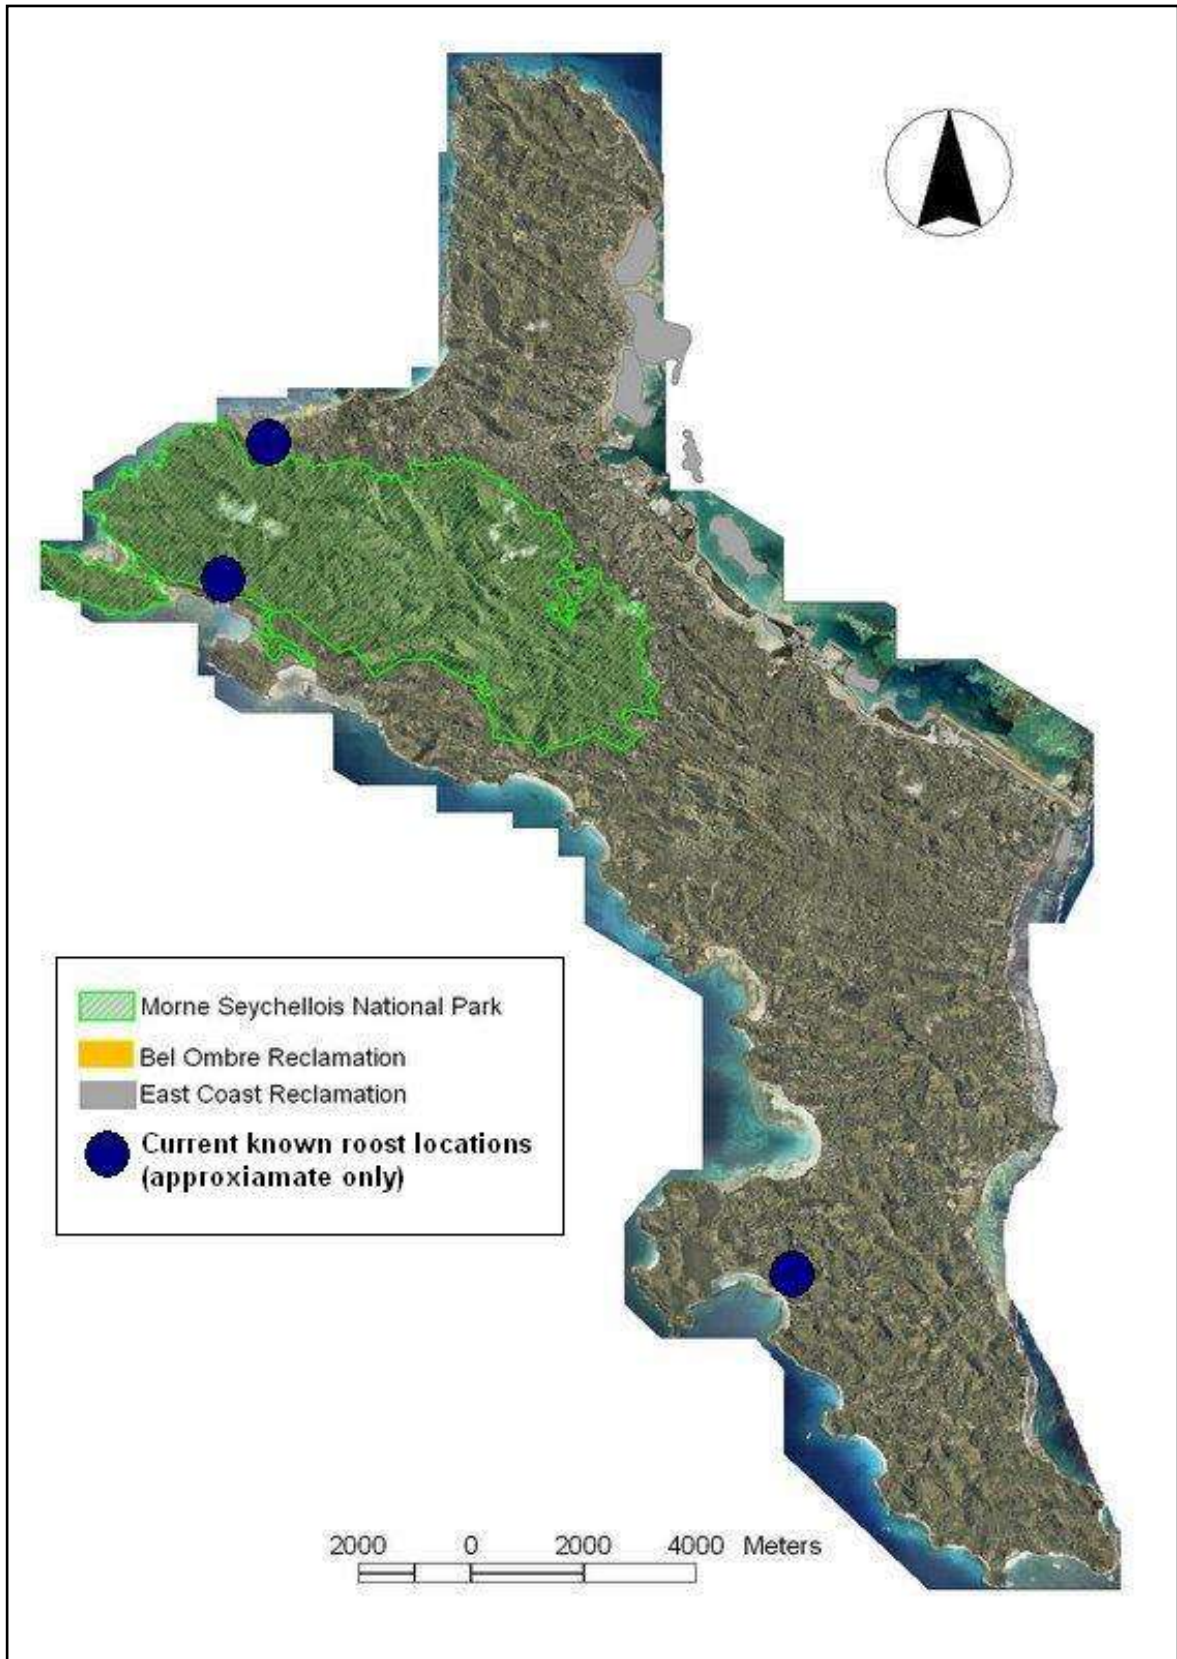 Morne Seychellois National Park
Bel Ombre Reclamation
East Coast Reclamation
Current known roost locations
(approxiamate only)
2000 0 2000 4000 Meters